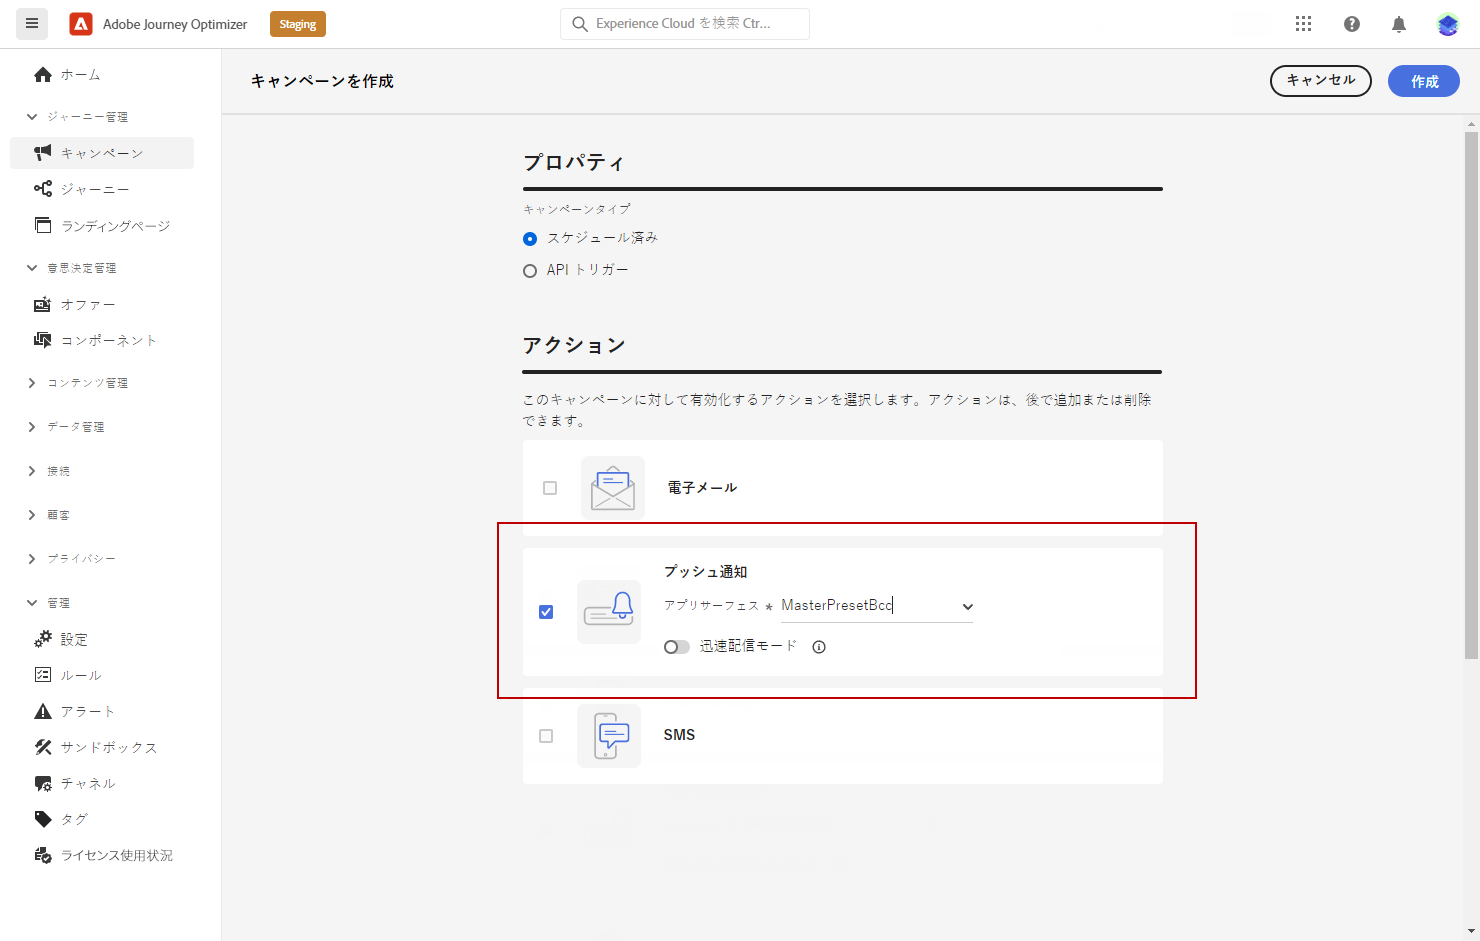 Adobe Journey Optimizer
Staging
Experience Cloud を検索 Ctr...
ホーム
ジャーニー管理
キャンペーン
ジャーニー
ランディングページ
意思決定管理
オファー
コンポーネント
コンテンツ管理
データ管理
接続
顧客
プライバシー
管理
設定
ルール
アラート
サンドボックス
チャネル
タグ
ライセンス使用状況
キャンペーンを作成
キャンセル
作成
プロパティ
キャンペーンタイプ
スケジュール済み
API トリガー
アクション
このキャンペーンに対して有効化するアクションを選択します。アクションは、後で追加または削除
できます。
電子メール
プッシュ通知
アプリサーフェス * MasterPresetBcc
迅速配信モード
SMS